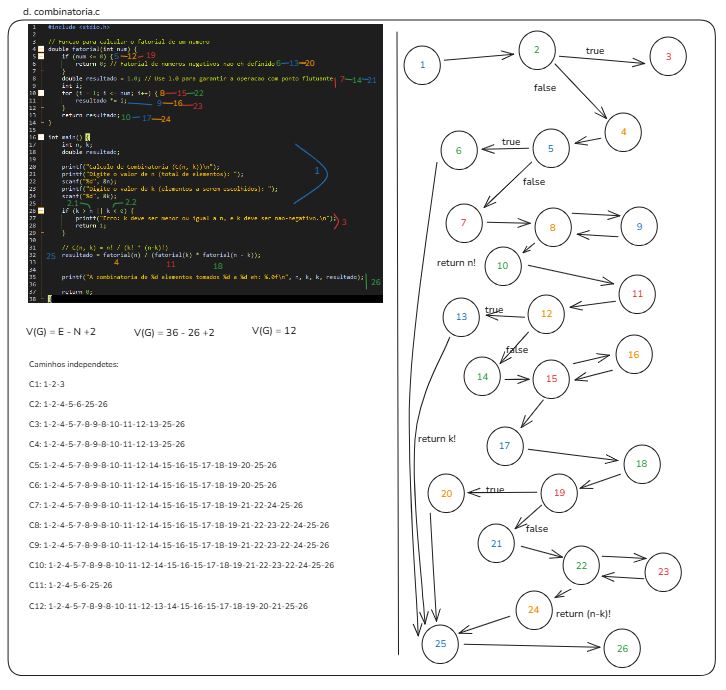 d. combinatoria.c
1 #include <stdio.h>
2
3 // Funcao para calcular o fatorial de um numero
4 double fatorial(int num) {
5 if (num <= 0) { 5 12 19
6 return 0; // Fatorial de numeros negativos nao eh definido 6 13 20
7 }
8 double resultado = 1.0; // Use 1.0 para garantir a operacao com ponto flutuante 7 14 21
9 int i;
10 for (i = 1; i <= num; i++) { 8 15 22
11 resultado *= i; 9 16
12 } 23
13 return resultado; 10 17 24
14 }
15
16 int main() {
17 int n, k;
18 double resultado;
19
20 printf("Calculo de Combinatoria (C(n, k))\n");
21 printf("Digite o valor de n (total de elementos): "); 1
22 scanf("%d", &n);
23 printf("Digite o valor de k (elementos a serem escolhidos): ");
24 scanf("%d", &k);
25 2.1 2.2
26 if (k > n || k < 0) {
27 printf("Erro: k deve ser menor ou igual a n, e k deve ser nao-negativo.\n"); 3
28 return 1;
29 }
30
31 // C(n, k) = n! / (k! * (n-k)!)
32 25 resultado = fatorial(n) / (fatorial(k) * fatorial(n - k));
33 4 11 18
34
35 printf("A combinatoria de %d elementos tomados %d a %d eh: %.0f\n", n, k, k, resultado); 26
36
37 return 0;
38 }
V(G) = E - N +2
V(G) = 36 - 26 +2
V(G) = 12
Caminhos independetes:
C1: 1-2-3
C2: 1-2-4-5-6-25-26
C3: 1-2-4-5-7-8-9-8-10-11-12-13-25-26
C4: 1-2-4-5-7-8-10-11-12-13-25-26
C5: 1-2-4-5-7-8-9-8-10-11-12-14-15-16-15-17-18-19-20-25-26
C6: 1-2-4-5-7-8-9-8-10-11-12-14-15-17-18-19-20-25-26
C7: 1-2-4-5-7-8-9-8-10-11-12-14-15-16-15-17-18-19-21-22-24-25-26
C8: 1-2-4-5-7-8-9-8-10-11-12-14-15-16-15-17-18-19-21-22-23-22-24-25-26
C9: 1-2-4-5-7-8-9-8-10-11-12-14-15-16-15-17-18-19-21-22-23-22-24-25-26
C10: 1-2-4-5-7-8-9-8-10-11-12-14-15-16-15-17-18-19-21-22-23-22-24-25-26
C11: 1-2-4-5-6-25-26
C12: 1-2-4-5-7-8-9-8-10-11-12-13-14-15-16-15-17-18-19-20-21-25-26
1
2
true
3
false
4
6
true
5
false
7
8
9
return n!
10
11
13
true
12
false
14
15
16
return k!
17
18
20
true
19
false
21
22
23
24
return (n-k)!
25
26